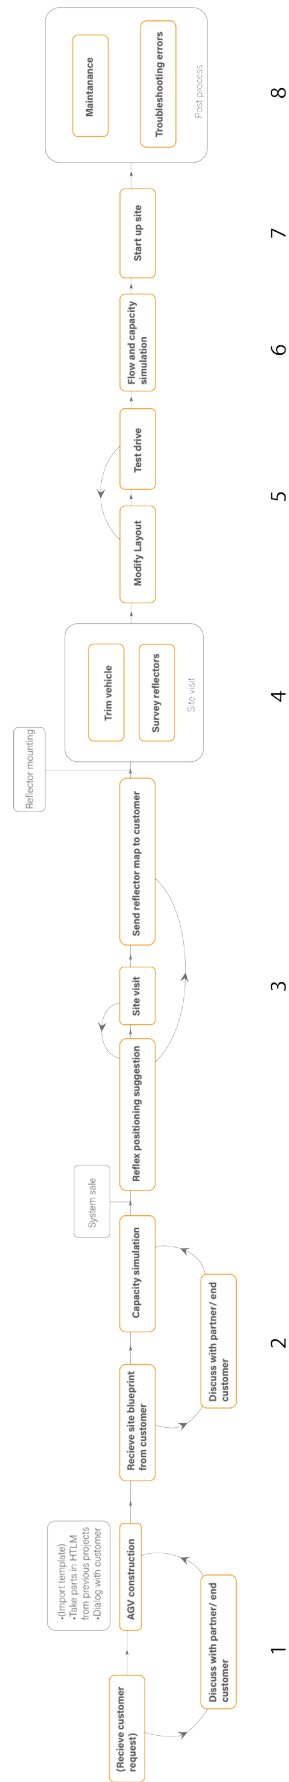 (Recieve customer
request)
Discuss with partner/ end
customer
AGV construction
•(Import template)
•Take parts in HTLM
from previous projects
•Dialog with customer
1
Recieve site blueprint
from customer
Discuss with partner/ end
customer
Capacity simulation
2
System sale
Reflex positioning suggestion
Site visit
Send reflector map to customer
3
Reflector mounting
Trim vehicle
Survey reflectors
Site visit
4
Modify Layout
Test drive
5
Flow and capacity
simulation
6
Start up site
7
Maintanance
Troubleshooting errors
Post process
8